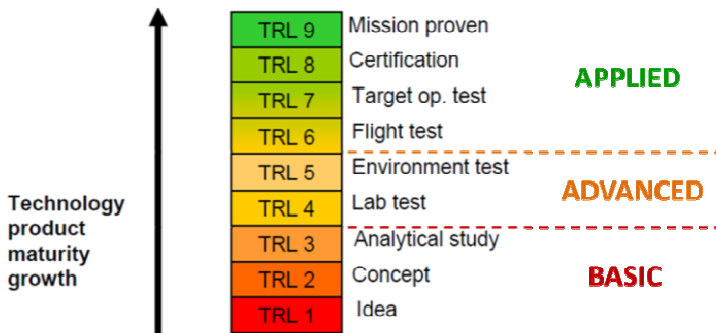 TRL 9 Mission proven
TRL 8 Certification
APPLIED
TRL 7 Target op. test
TRL 6 Flight test
TRL 5 Environment test
ADVANCED
TRL 4 Lab test
Technology
product
maturity
growth
TRL 3 Analytical study
TRL 2 Concept
BASIC
TRL 1 Idea